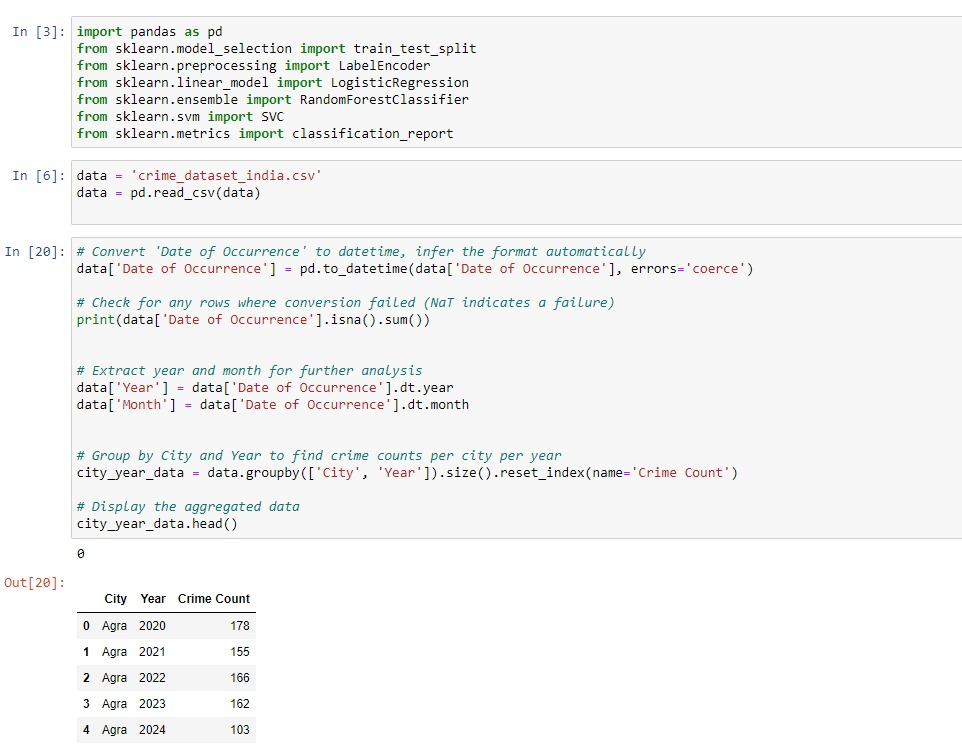 In [3]: import pandas as pd
from sklearn.model_selection import train_test_split
from sklearn.preprocessing import LabelEncoder
from sklearn.linear_model import LogisticRegression
from sklearn.ensemble import RandomForestClassifier
from sklearn.svm import SVC
from sklearn.metrics import classification_report
In [6]: data = 'crime_dataset_india.csv'
data = pd.read_csv(data)
In [20]: # Convert 'Date of Occurrence' to datetime, infer the format automatically
data['Date of Occurrence'] = pd.to_datetime(data['Date of Occurrence'], errors='coerce')
# Check for any rows where conversion failed (NaT indicates a failure)
print(data['Date of Occurrence'].isna().sum())
# Extract year and month for further analysis
data['Year'] = data['Date of Occurrence'].dt.year
data['Month'] = data['Date of Occurrence'].dt.month
# Group by City and Year to find crime counts per city per year
city_year_data = data.groupby(['City', 'Year']).size().reset_index(name='Crime Count')
# Display the aggregated data
city_year_data.head()
0
Out[20]:
City Year Crime Count
0 Agra 2020 178
1 Agra 2021 155
2 Agra 2022 166
3 Agra 2023 162
4 Agra 2024 103